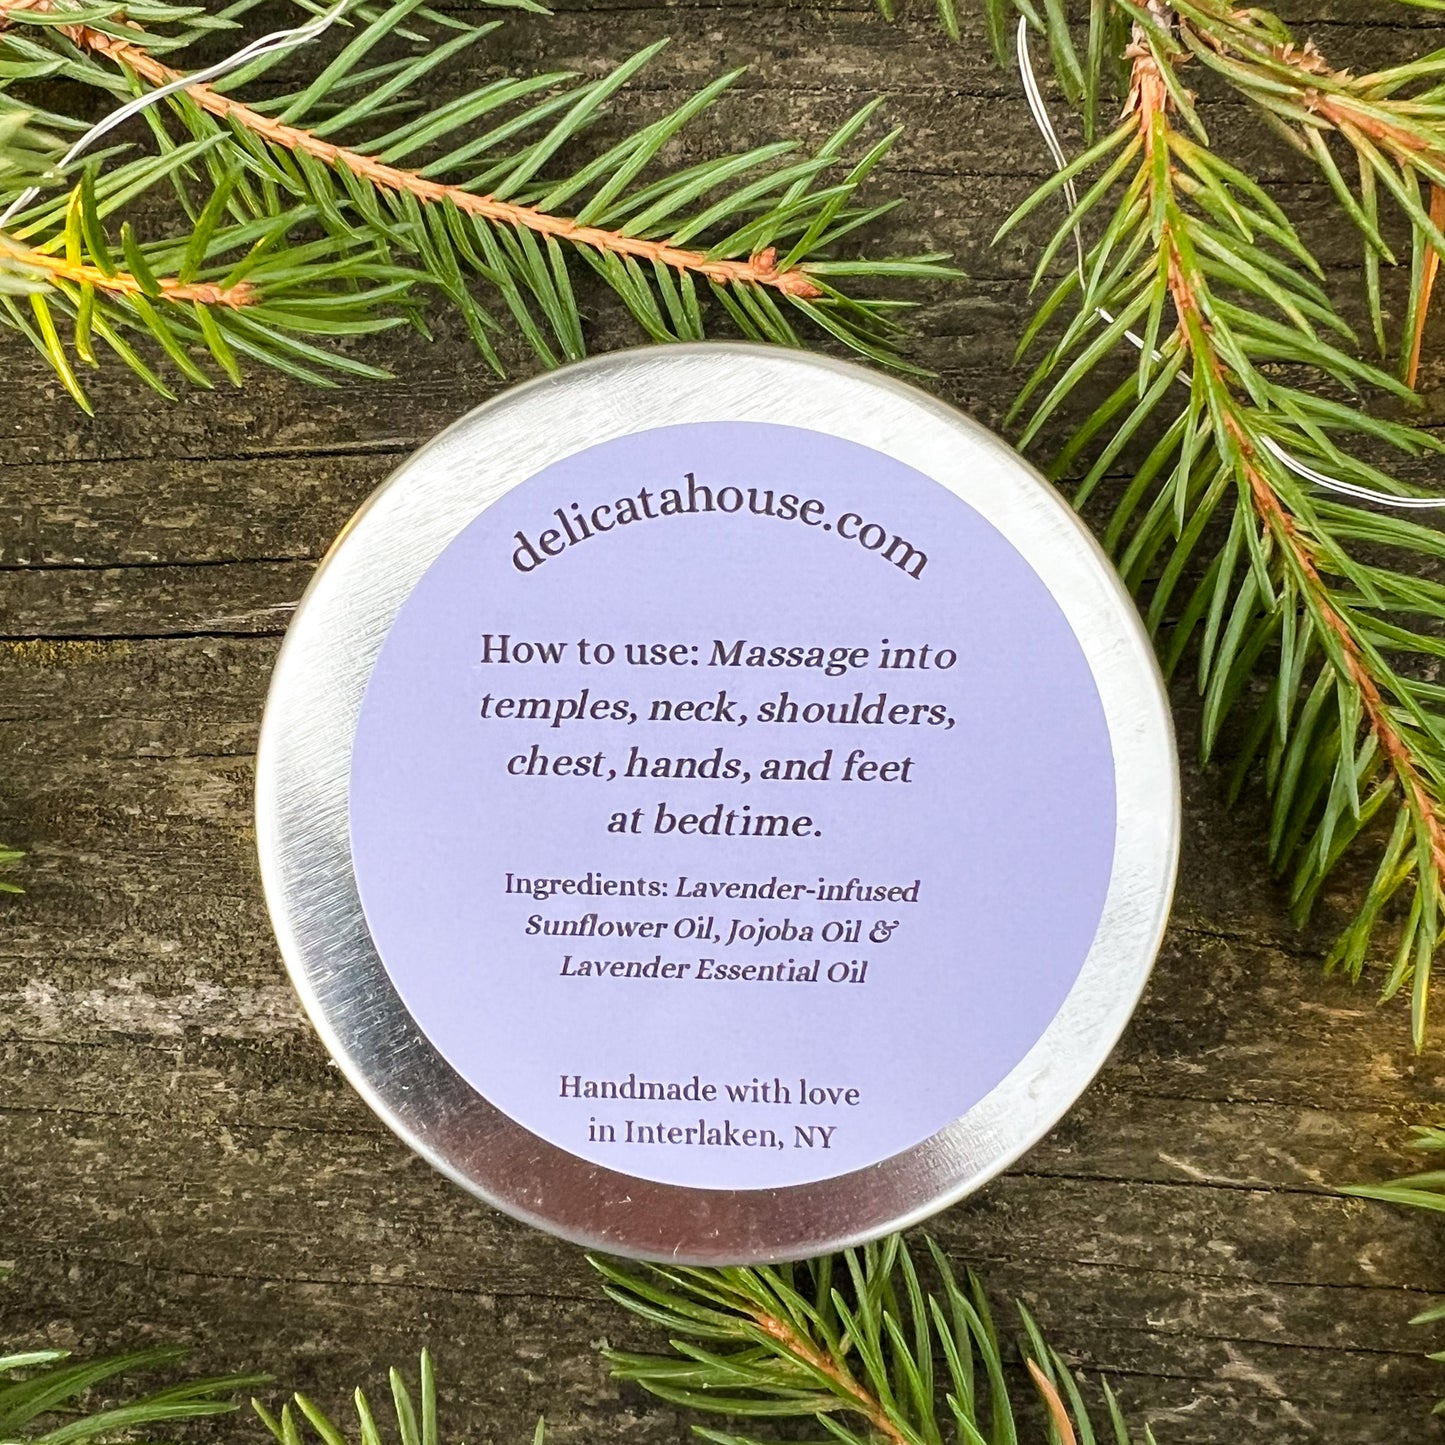 delicatahouse.com
How to use: Massage into
temples, neck, shoulders,
chest, hands, and feet
at bedtime.
Ingredients: Lavender-infused
Sunflower Oil, Jojoba Oil &
Lavender Essential Oil
Handmade with love
in Interlaken, NY